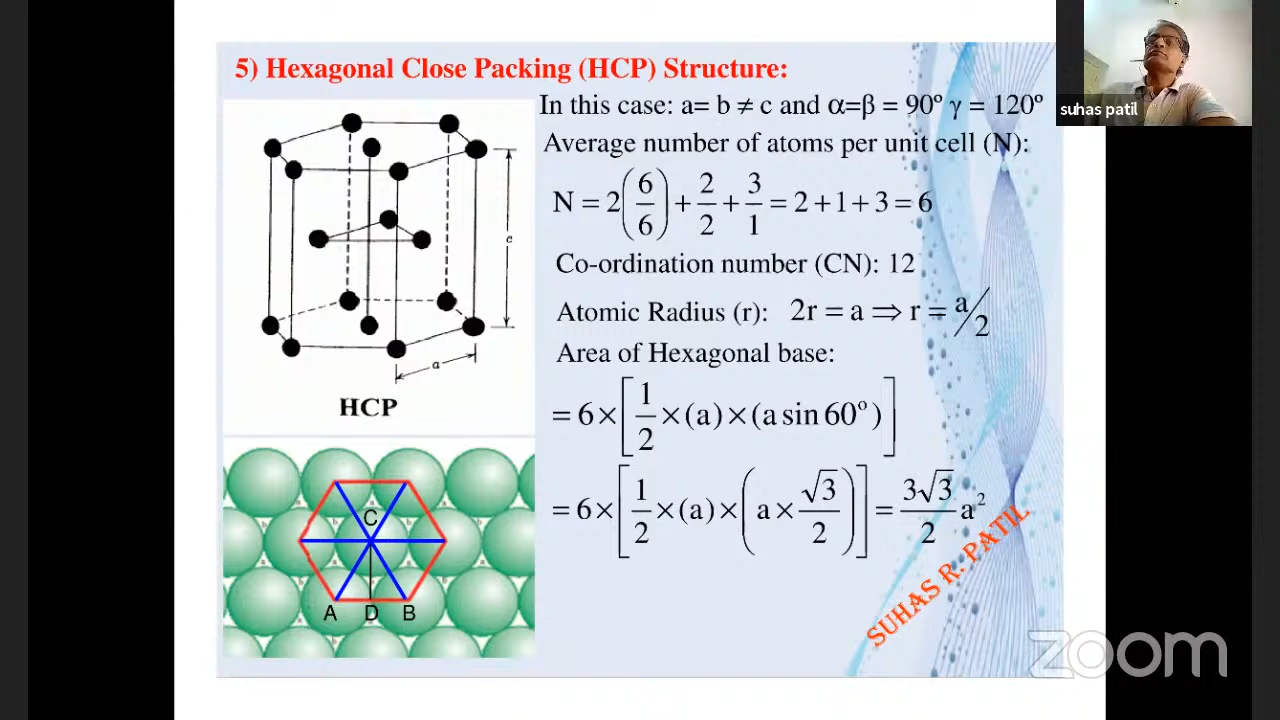 5) Hexagonal Close Packing (HCP) Structure:
In this case: a= b ≠ c and α=β = 90º γ = 120º
Average number of atoms per unit cell (N):
N = 2(6/6) + 2/2 + 3/1 = 2 + 1 + 3 = 6
Co-ordination number (CN): 12
Atomic Radius (r): 2r = a ⇒ r = a/2
Area of Hexagonal base:
= 6 × [1/2 × (a) × (a sin 60º)]
= 6 × [1/2 × (a) × (a × √3/2)] = 3√3/2 a²
c
a
HCP
C
A D B
SUHAS R. PATIL
suhas patil
zoom